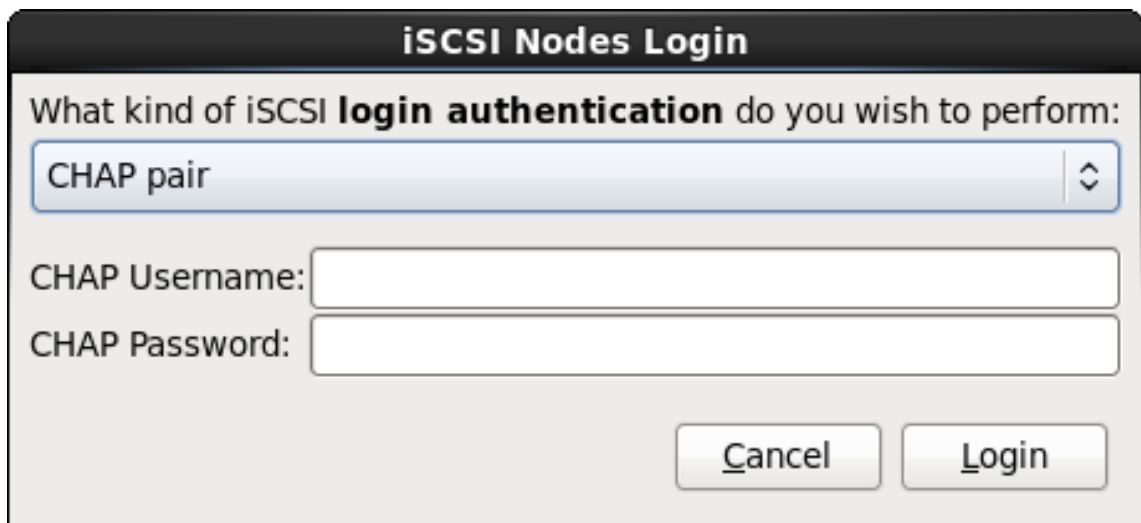 iSCSI Nodes Login
What kind of iSCSI login authentication do you wish to perform:
CHAP pair
CHAP Username:
CHAP Password:
Cancel Login